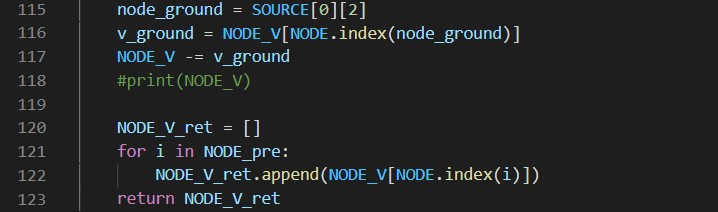 115 node_ground = SOURCE[0][2]
116 v_ground = NODE_V[NODE.index(node_ground)]
117 NODE_V -= v_ground
118 #print(NODE_V)
119
120 NODE_V_ret = []
121 for i in NODE_pre:
122 NODE_V_ret.append(NODE_V[NODE.index(i)])
123 return NODE_V_ret